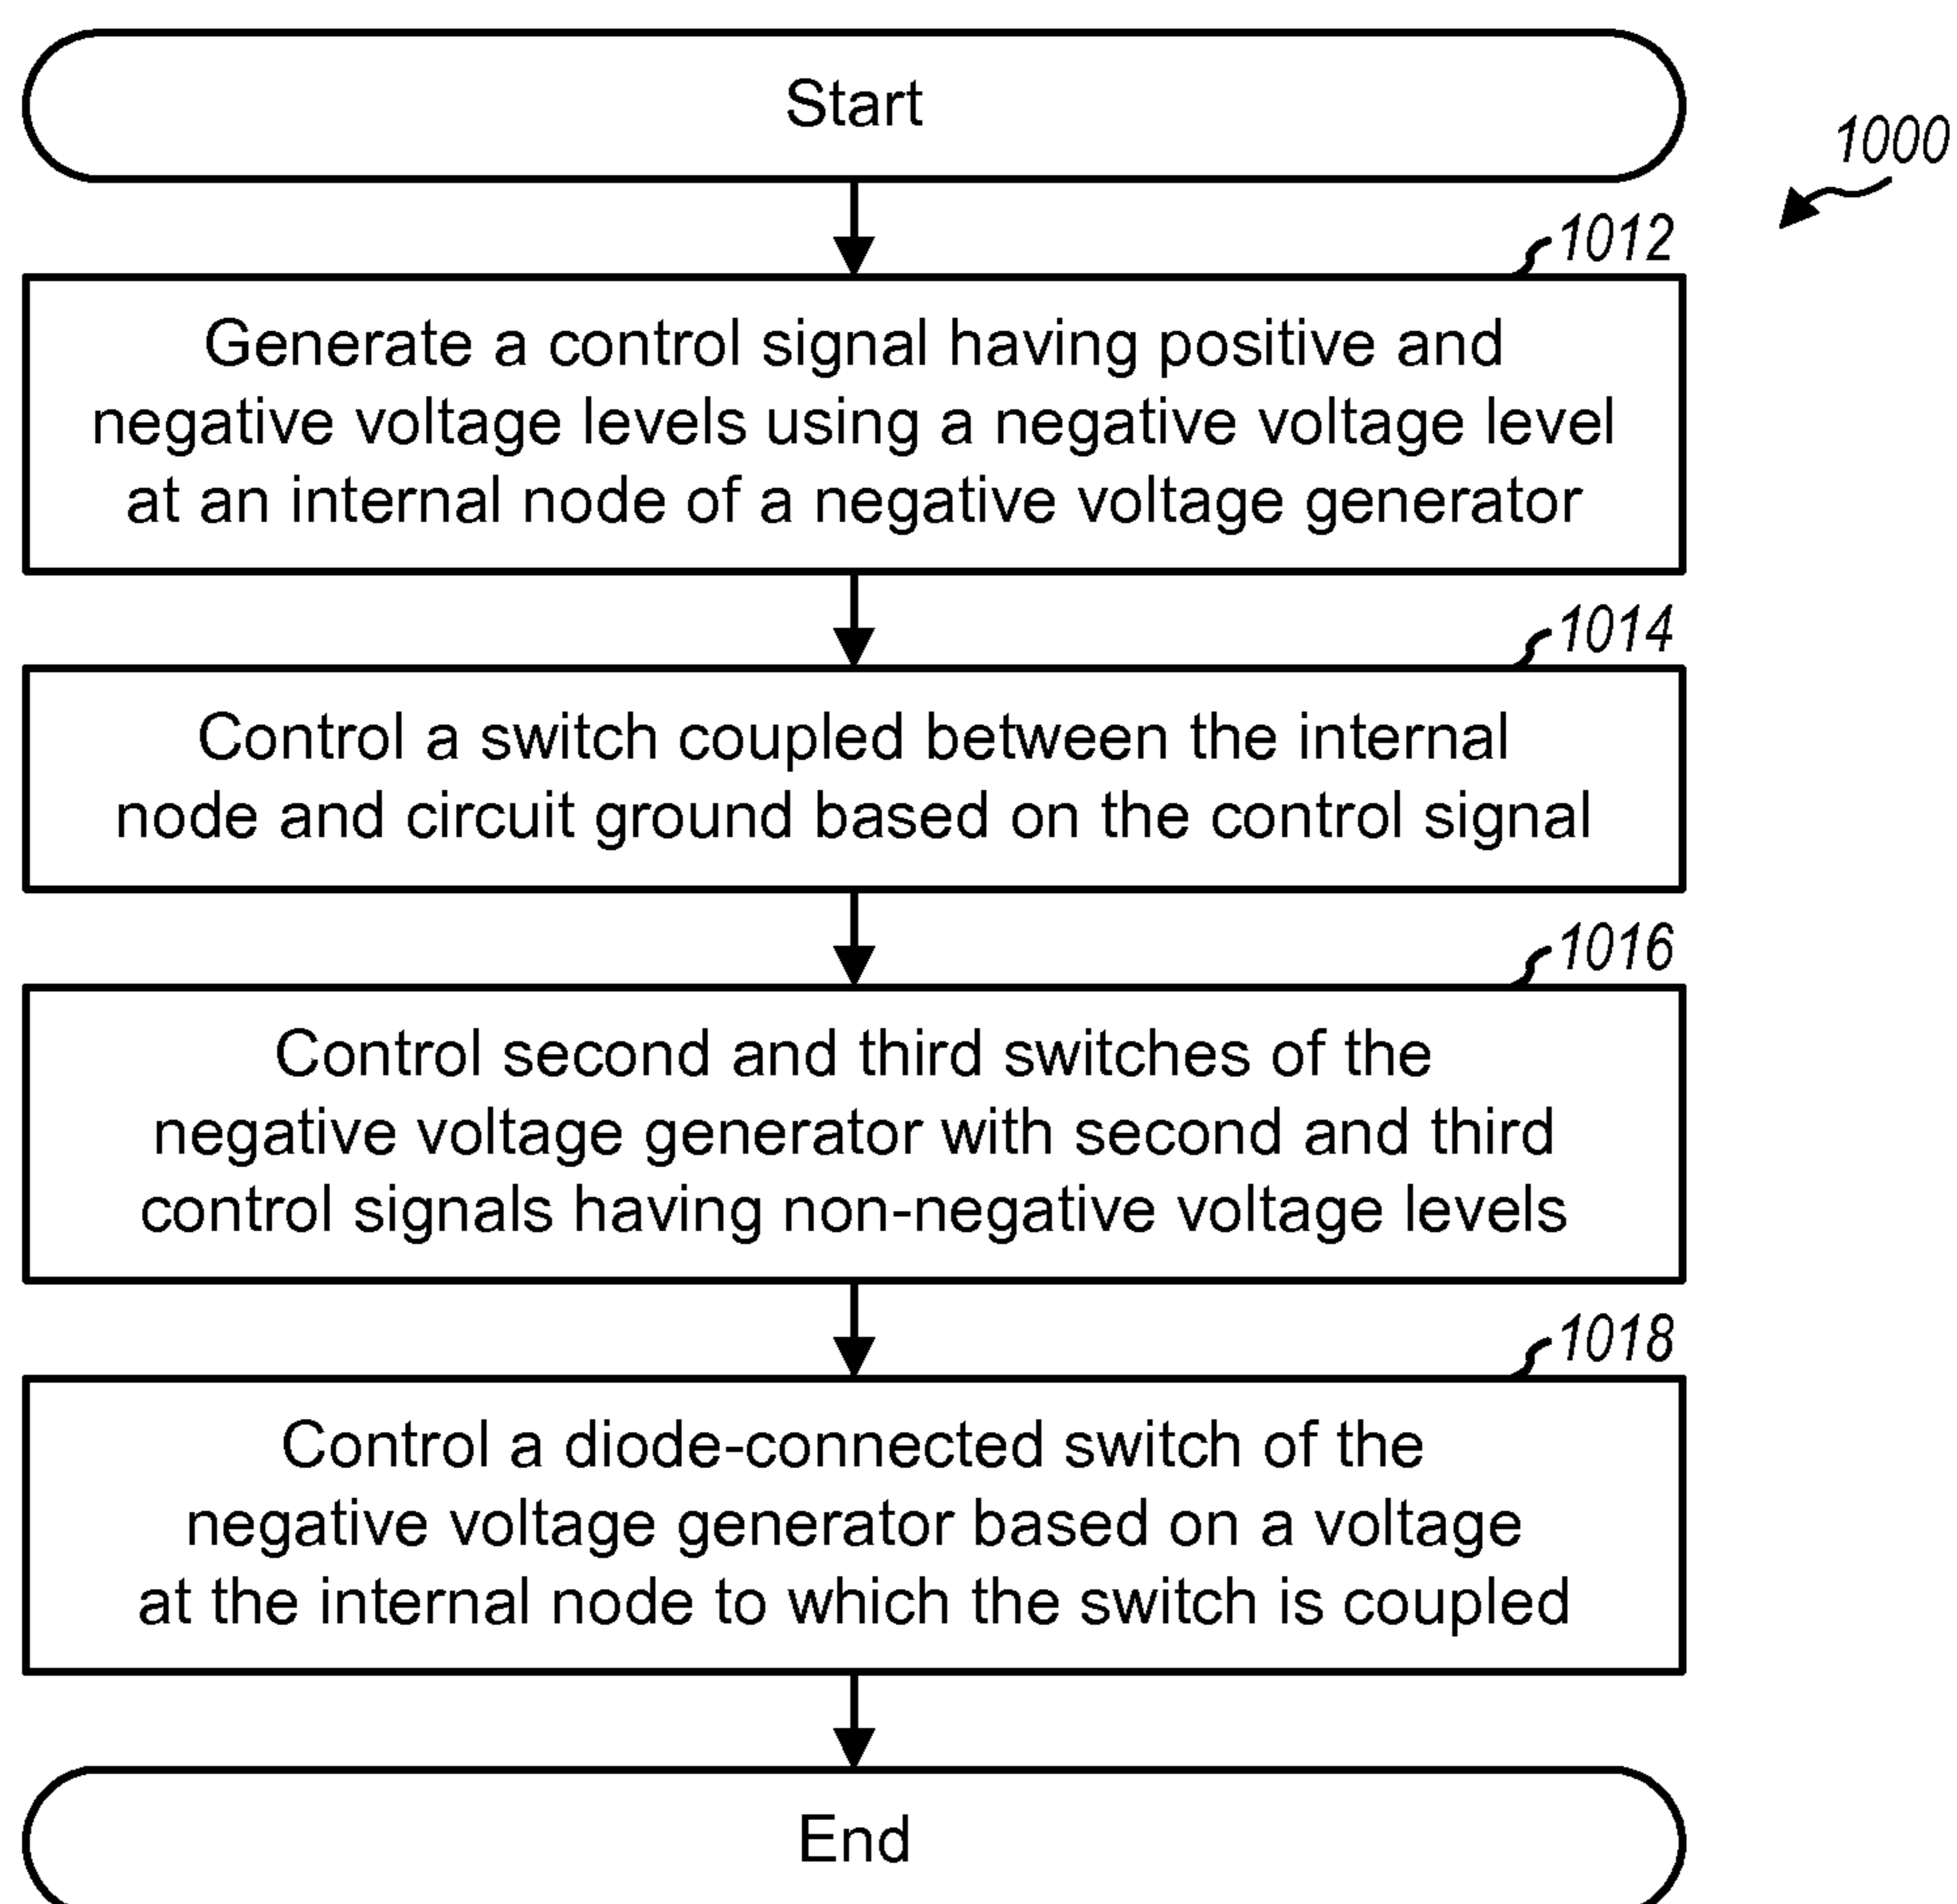 Start
1000
1012
Generate a control signal having positive and
negative voltage levels using a negative voltage level
at an internal node of a negative voltage generator
1014
Control a switch coupled between the internal
node and circuit ground based on the control signal
1016
Control second and third switches of the
negative voltage generator with second and third
control signals having non-negative voltage levels
1018
Control a diode-connected switch of the
negative voltage generator based on a voltage
at the internal node to which the switch is coupled
End